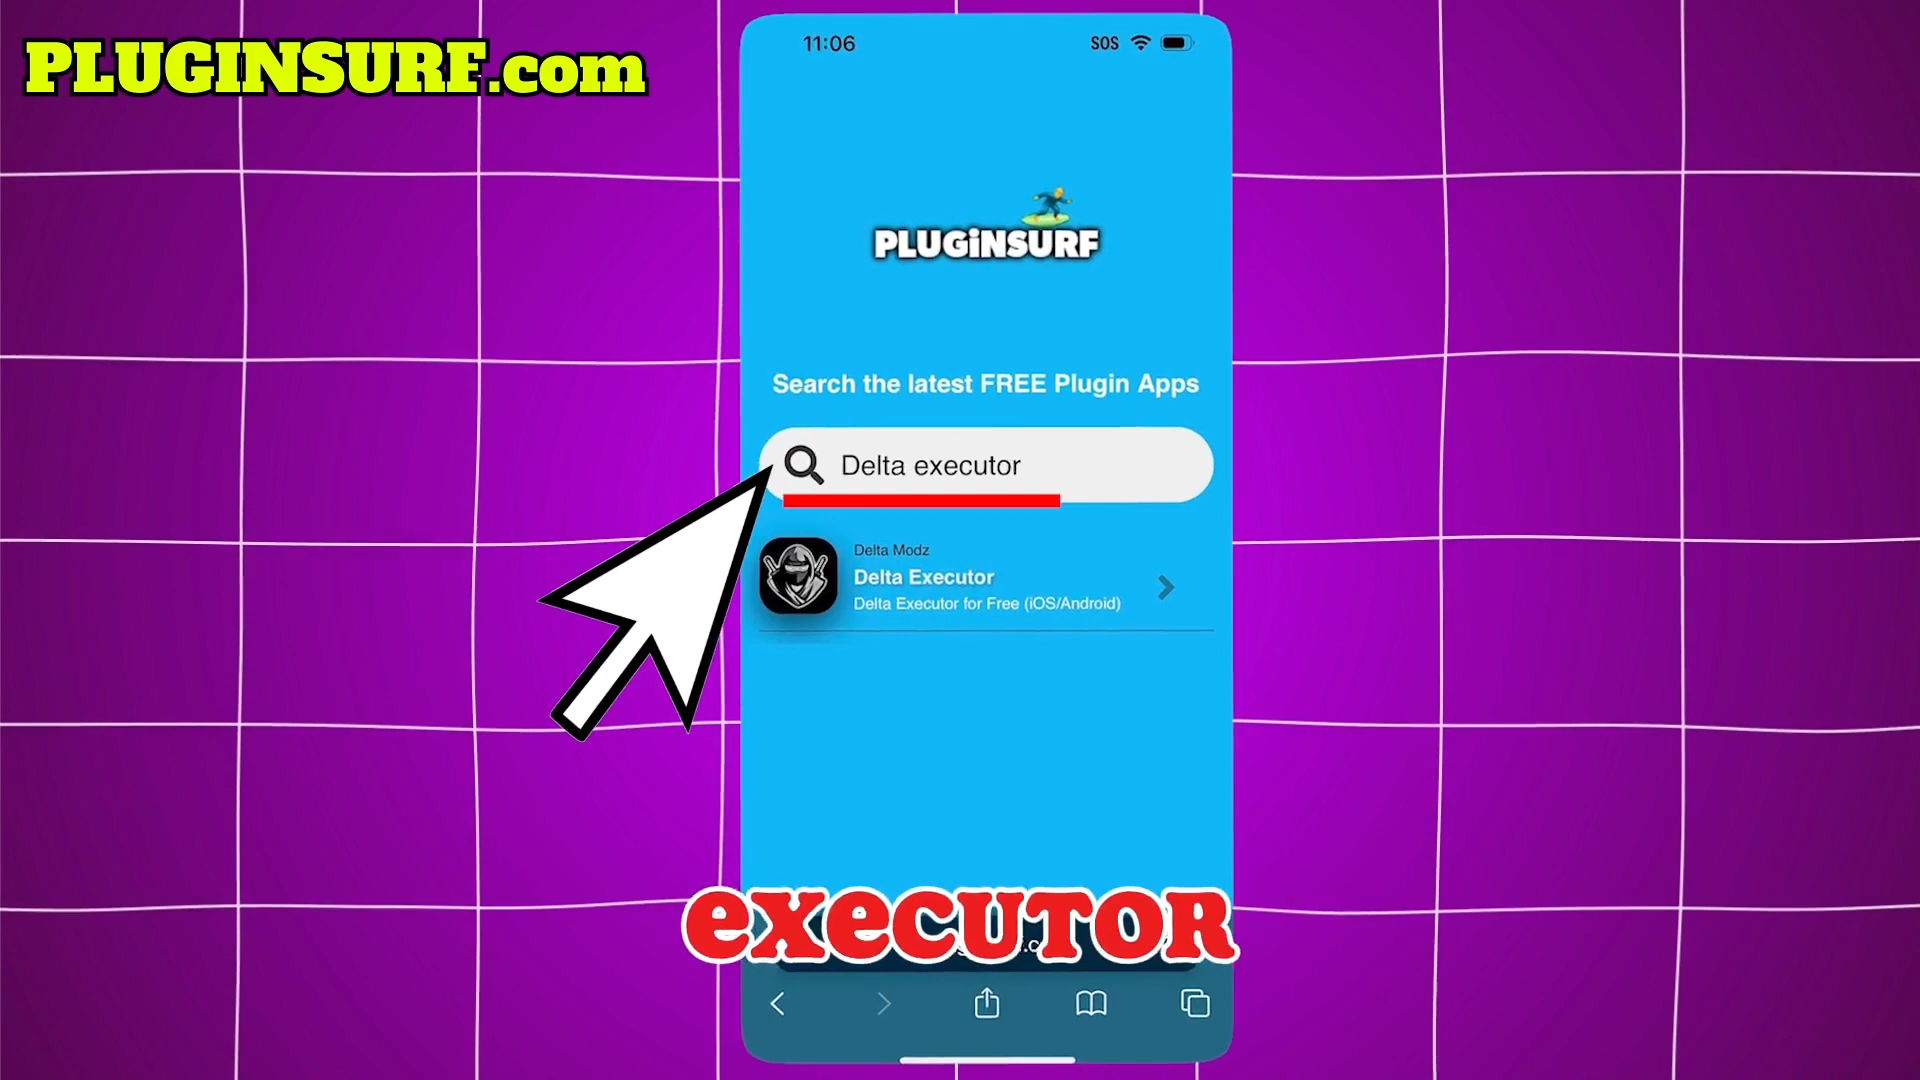 PLUGINSURF.com
11:06
SOS
PLUGiNSURF
Search the latest FREE Plugin Apps
Delta executor
Delta Modz
Delta Executor
Delta Executor for Free (iOS/Android)
executor